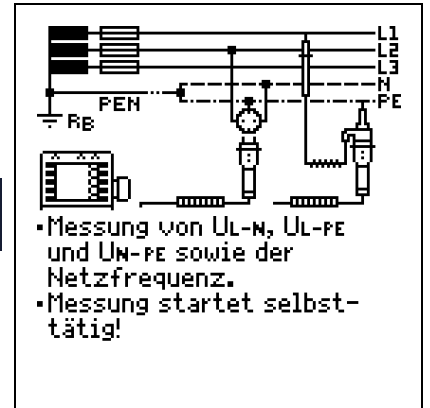 L1
L2
L3
N
PE
PEN
RB
▪Messung von UL-N, UL-PE
und UN-PE sowie der
Netzfrequenz.
▪Messung startet selbst-
tätig!